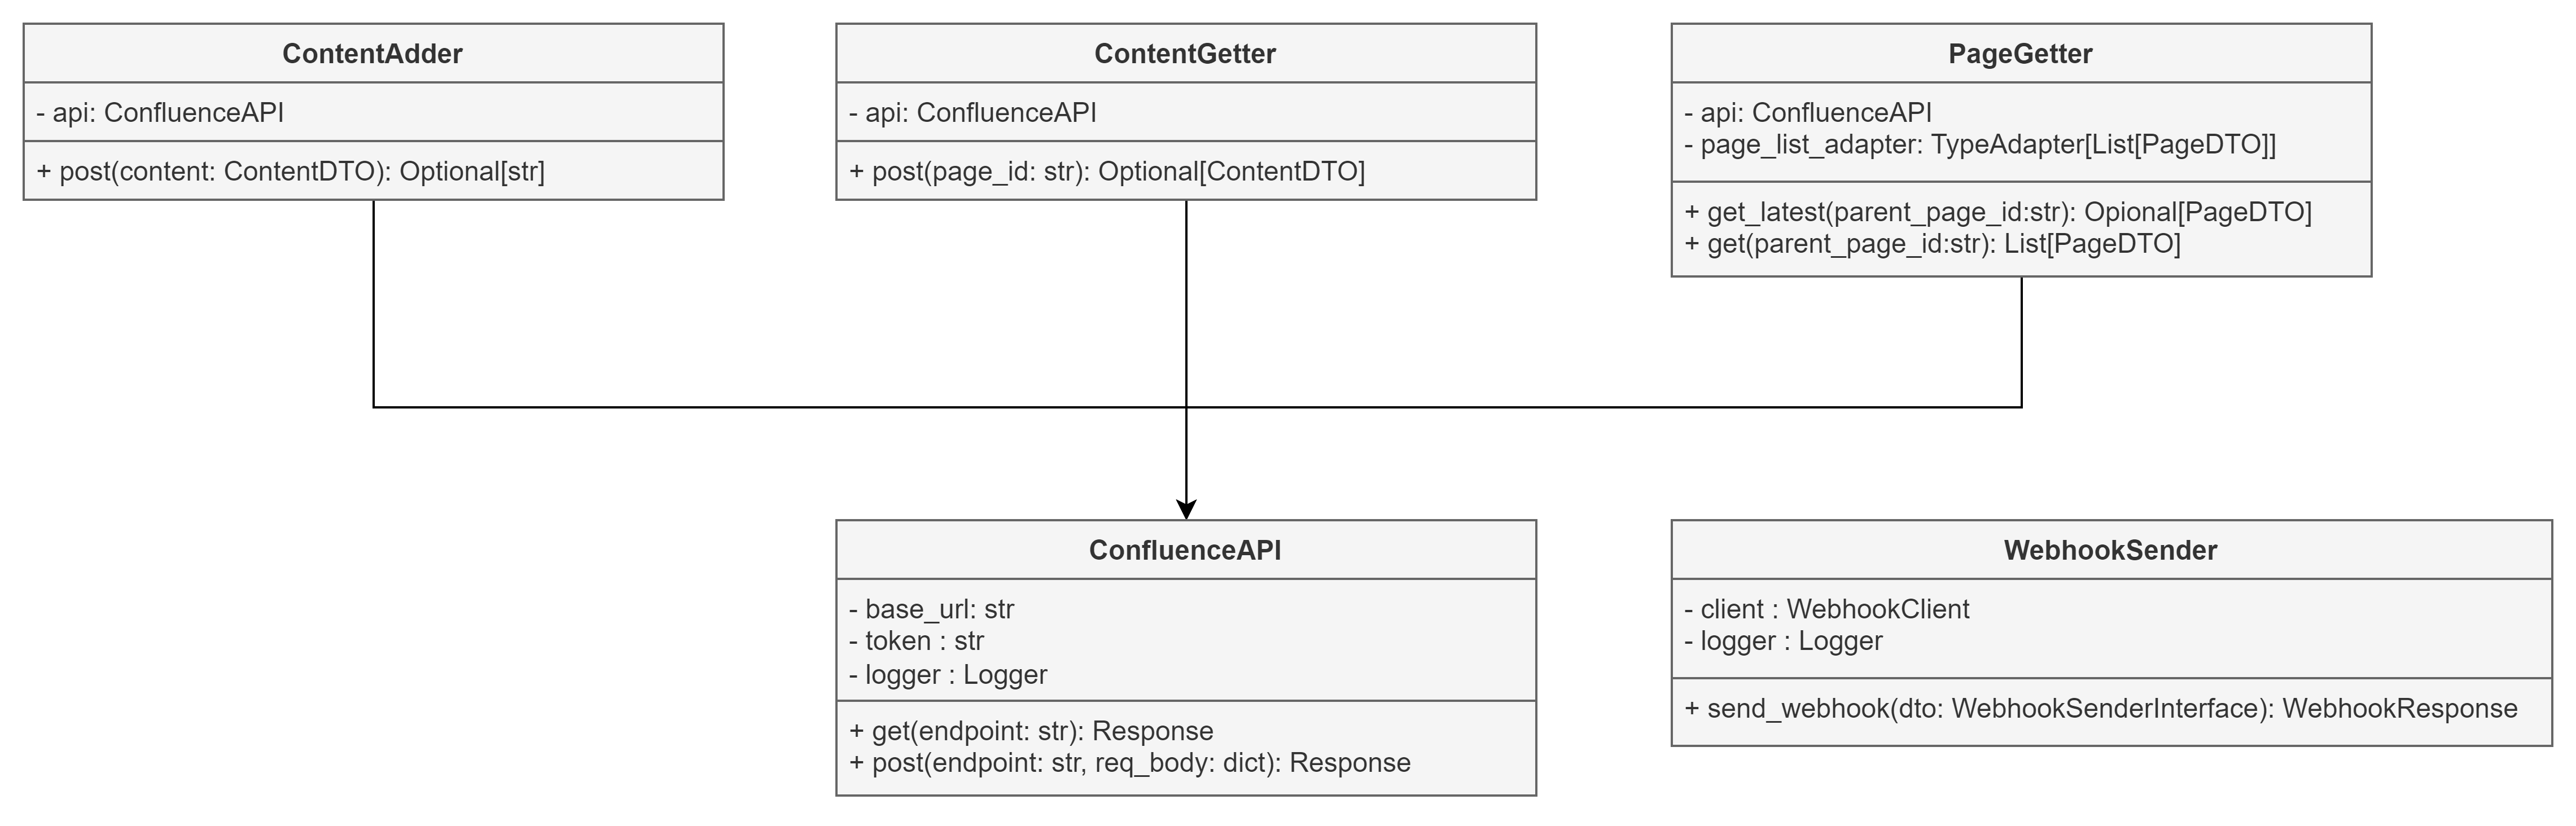 ContentAdder
- api: ConfluenceAPI
+ post(content: ContentDTO): Optional[str]
ContentGetter
- api: ConfluenceAPI
+ post(page_id: str): Optional[ContentDTO]
PageGetter
- api: ConfluenceAPI
- page_list_adapter: TypeAdapter[List[PageDTO]]
+ get_latest(parent_page_id:str): Opional[PageDTO]
+ get(parent_page_id:str): List[PageDTO]
ConfluenceAPI
- base_url: str
- token : str
- logger : Logger
+ get(endpoint: str): Response
+ post(endpoint: str, req_body: dict): Response
WebhookSender
- client : WebhookClient
- logger : Logger
+ send_webhook(dto: WebhookSenderInterface): WebhookResponse